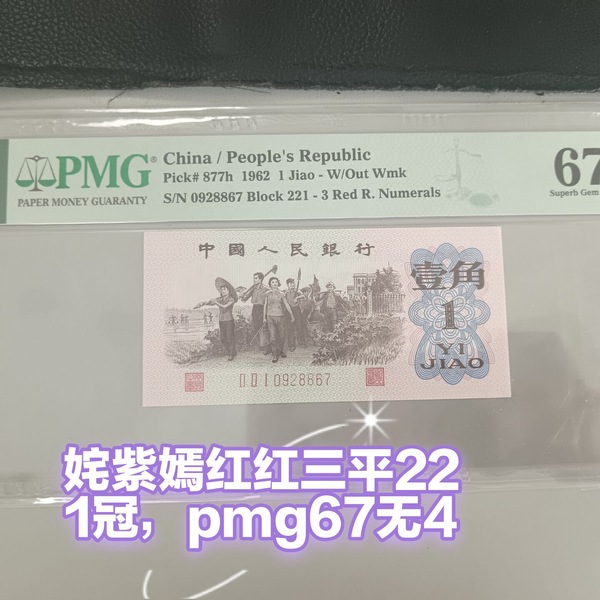 PMG
PAPER MONEY GUARANTY
China / People's Republic
Pick# 877h 1962 1 Jiao - W/Out Wmk
S/N 0928867 Block 221 - 3 Red R. Numerals
67
Superb Gem
中國人民銀行
壹角
1
YI
JIAO
ⅡⅡⅠ0928867
姹紫嫣红红三平22
1冠，pmg67无4